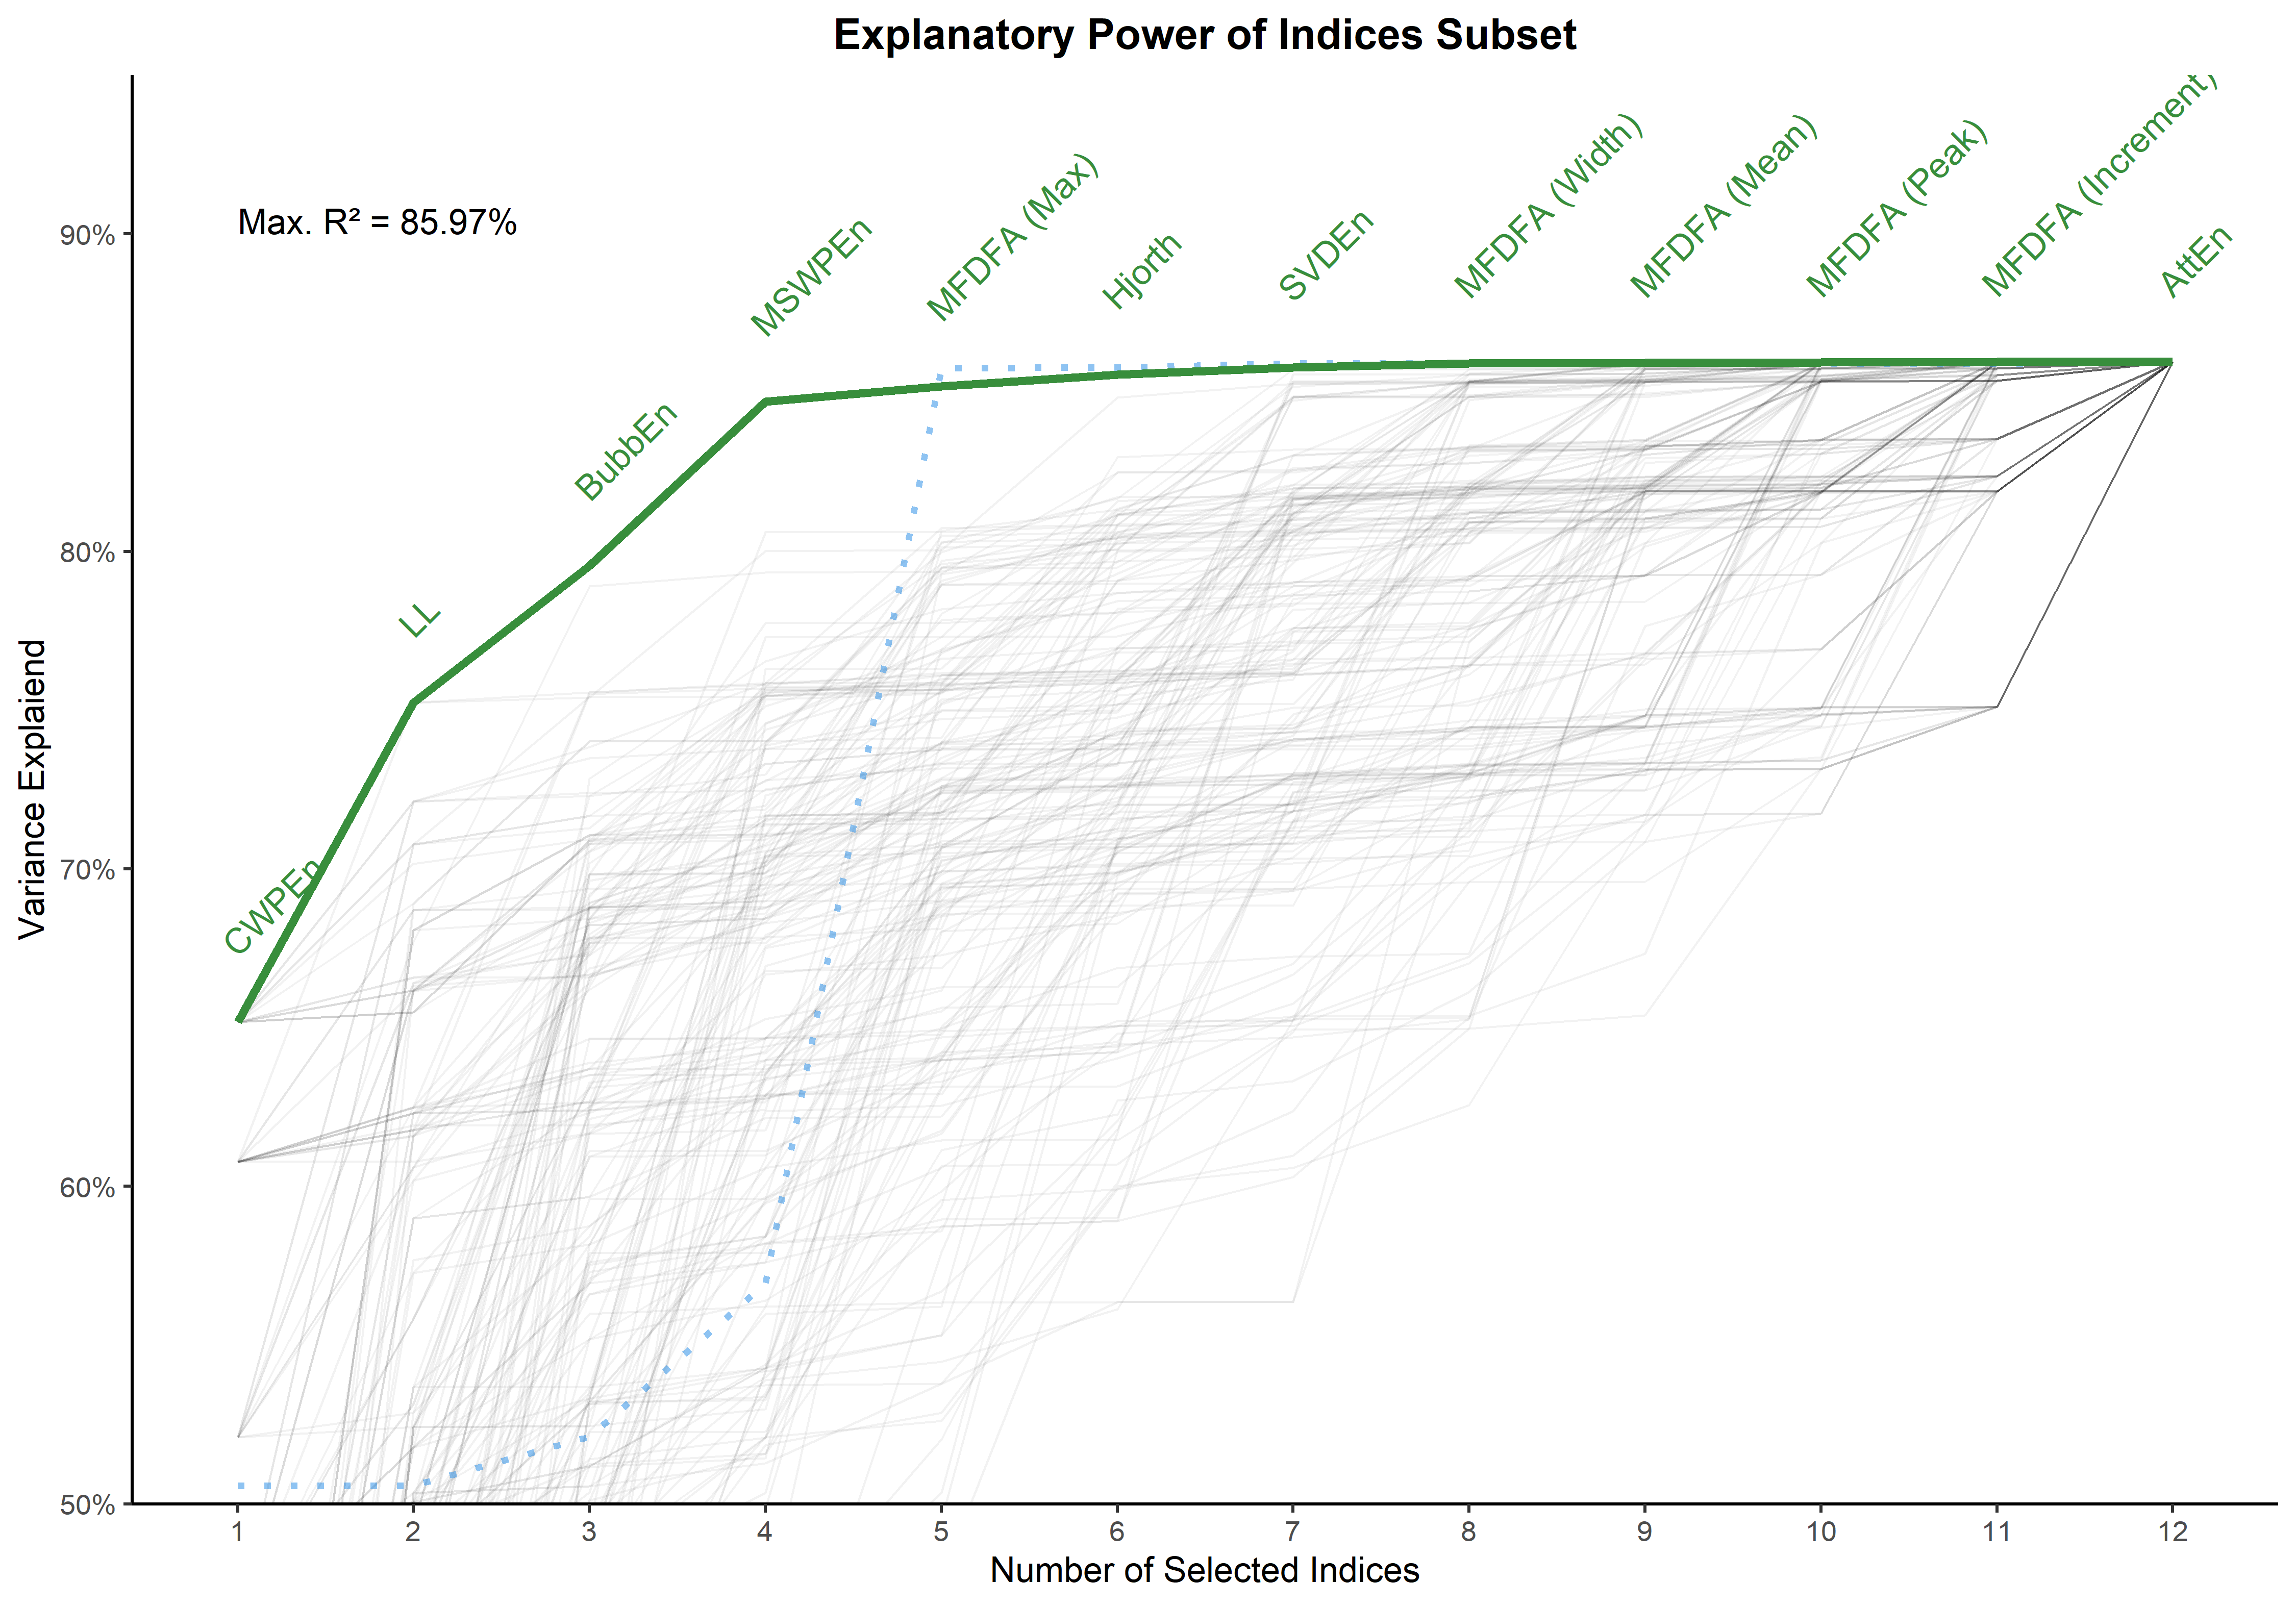 Explanatory Power of Indices Subset
Max. R² = 85.97%
CWPEn
LL
BubbEn
MSWPEn
MFDFA (Max)
Hjorth
SVDEn
MFDFA (Width)
MFDFA (Mean)
MFDFA (Peak)
MFDFA (Increment)
AttEn
Variance Explaiend
90%
80%
70%
60%
50%
1 2 3 4 5 6 7 8 9 10 11 12
Number of Selected Indices